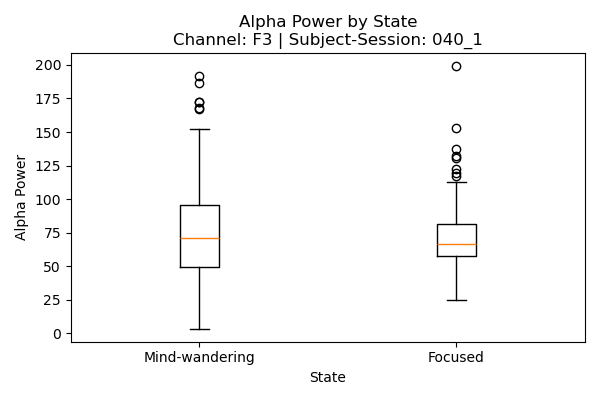 Alpha Power by State
Channel: F3 | Subject-Session: 040_1
Alpha Power
200
175
150
125
100
75
50
25
0
Mind-wandering
Focused
State